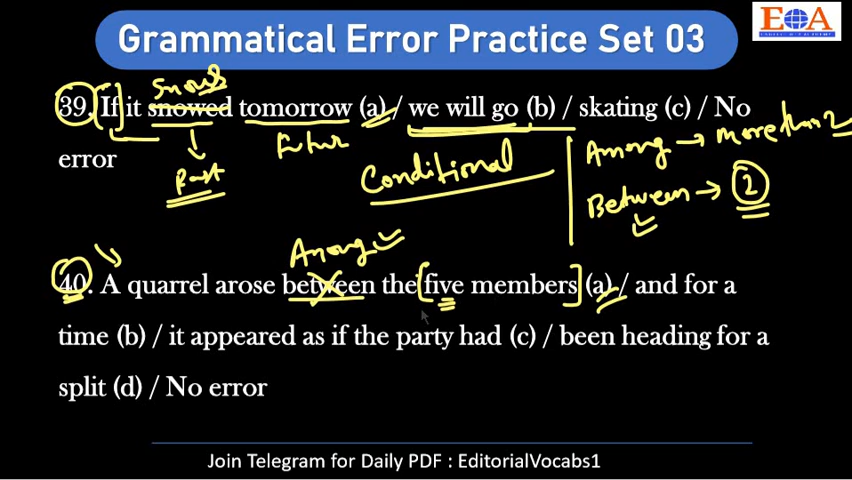 Grammatical Error Practice Set 03
EOA
snows
39. If it snowed tomorrow (a) / we will go (b) / skating (c) / No
error
Past
Futur
Conditional
Among → More than 2
Between → 2
Among
40. A quarrel arose between the five members (a) / and for a
time (b) / it appeared as if the party had (c) / been heading for a
split (d) / No error
Join Telegram for Daily PDF : EditorialVocabs1